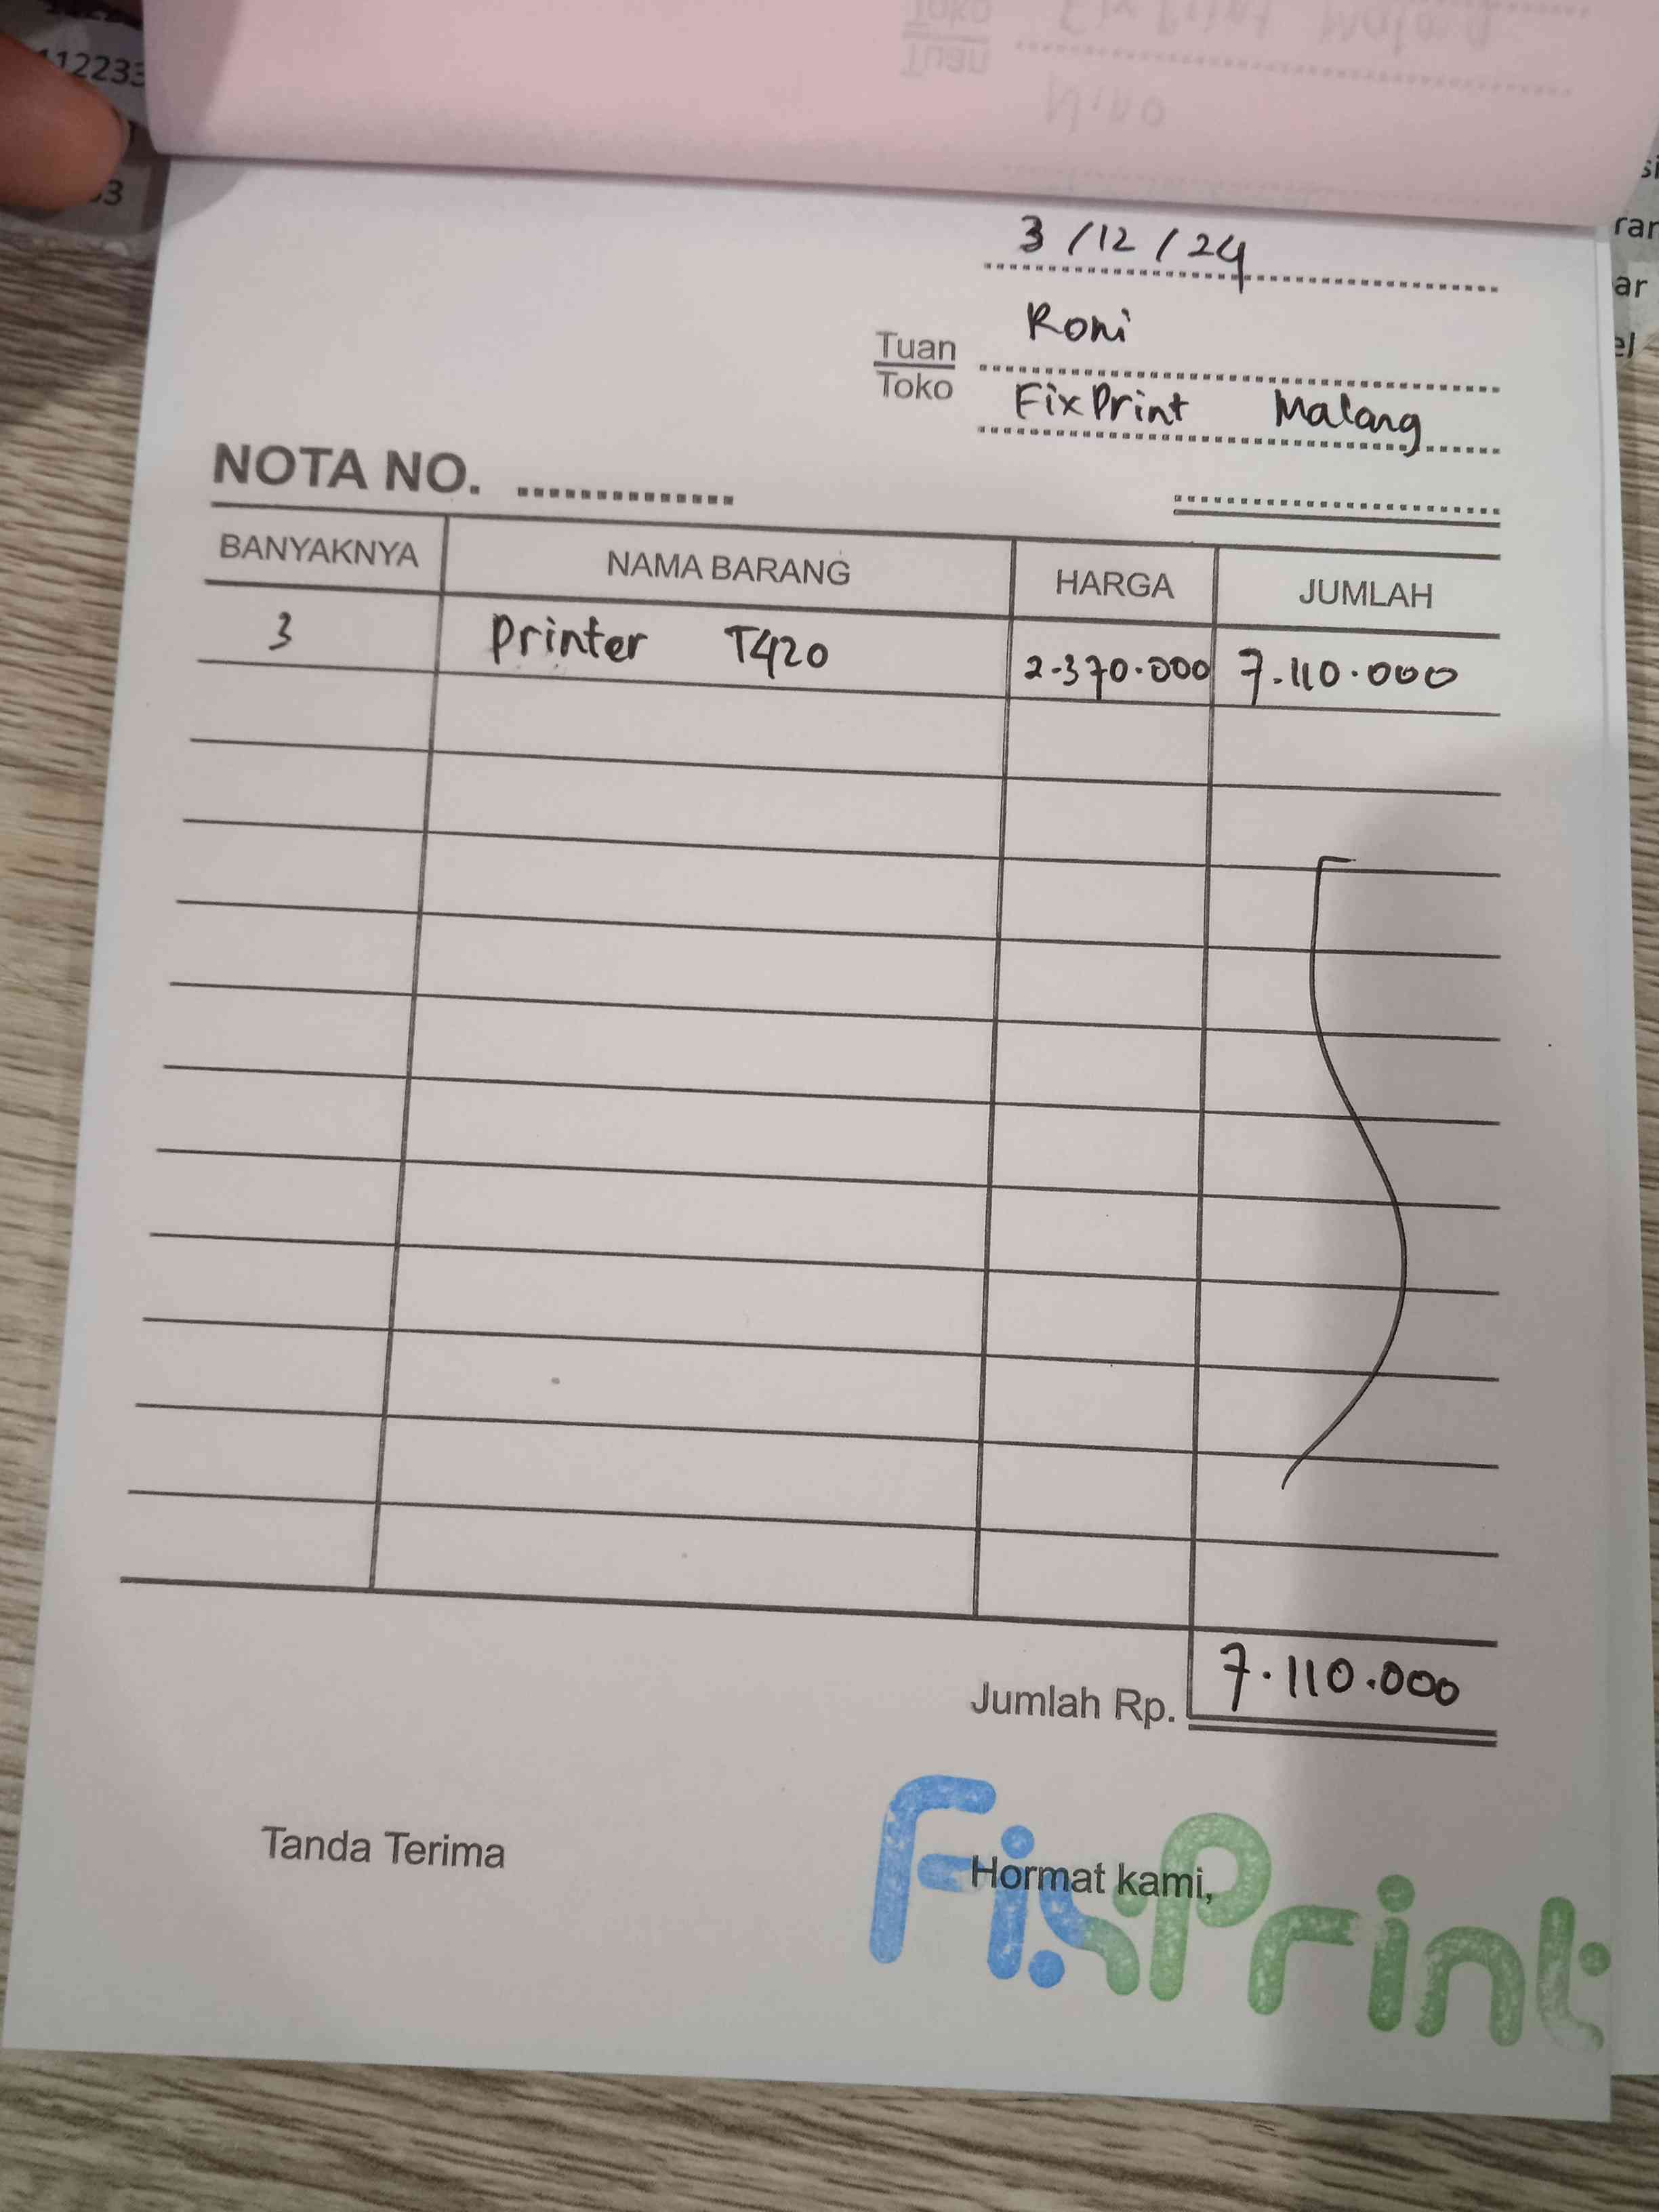 3/12/24
Roni
Tuan
Toko
FixPrint Malang
NOTA NO.
BANYAKNYA NAMA BARANG HARGA JUMLAH
3 Printer T420 2.370.000 7.110.000
Jumlah Rp. 7.110.000
Tanda Terima
Hormat kami,
FixPrint